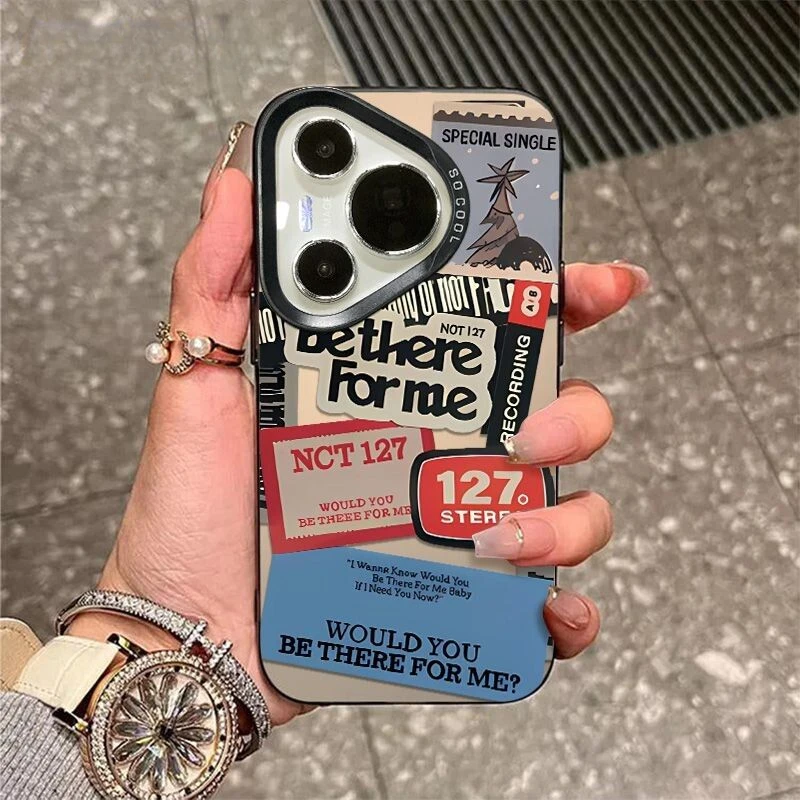 SPECIAL SINGLE
SO COOL
NOT 127
Be there
For me
RECORDING
8A
NCT 127
WOULD YOU
BE THEEE FOR ME
127
STERE
"I Wanna Know Would You
Be There For Me Baby
If I Need You Now?"
WOULD YOU
BE THERE FOR ME?